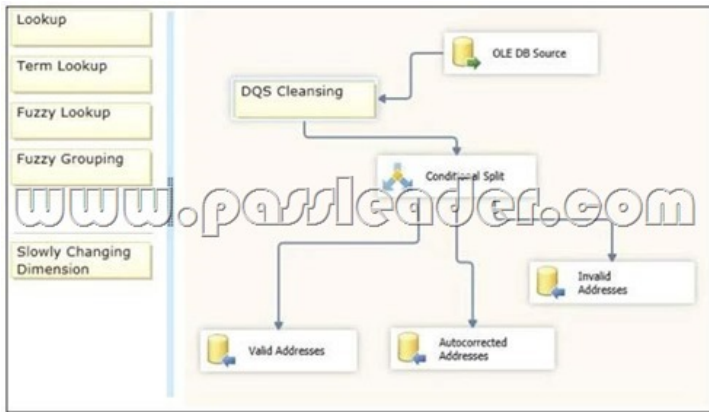 Lookup
Term Lookup
Fuzzy Lookup
Fuzzy Grouping
Slowly Changing
Dimension
OLE DB Source
DQS Cleansing
Conditional Split
www.passleader.com
Invalid
Addresses
Valid Addresses
Autocorrected
Addresses